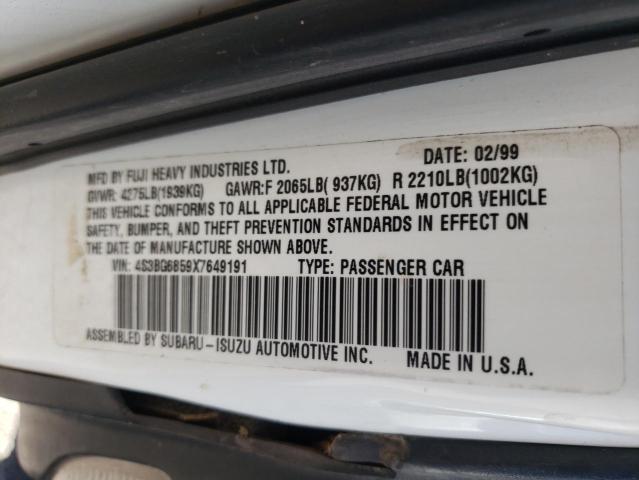 MFD BY FUJI HEAVY INDUSTRIES LTD. DATE: 02/99
GVWR: 4275LB(1939KG) GAWR:F 2065LB( 937KG) R 2210LB(1002KG)
THIS VEHICLE CONFORMS TO ALL APPLICABLE FEDERAL MOTOR VEHICLE
SAFETY, BUMPER, AND THEFT PREVENTION STANDARDS IN EFFECT ON
THE DATE OF MANUFACTURE SHOWN ABOVE.
VIN: 4S3BG6859X7649191 TYPE: PASSENGER CAR
ASSEMBLED BY SUBARU-ISUZU AUTOMOTIVE INC. MADE IN U.S.A.